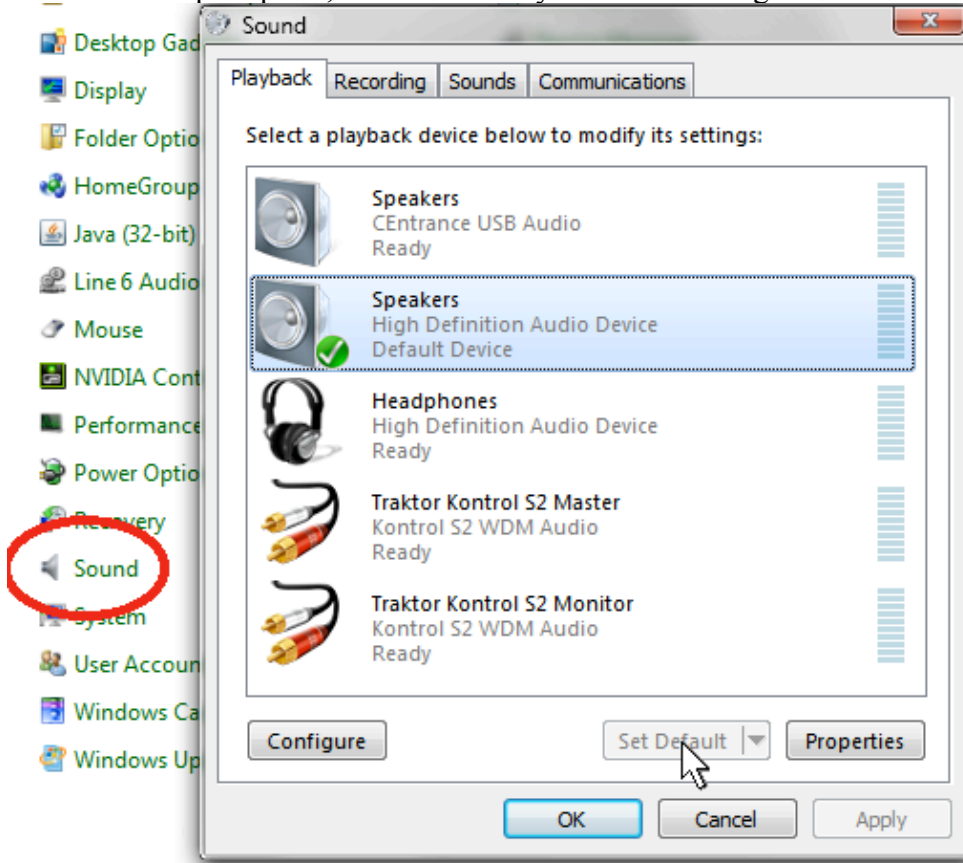 Sound
Playback
Recording
Sounds
Communications
Select a playback device below to modify its settings:
Speakers
CEntrance USB Audio
Ready
Speakers
High Definition Audio Device
Default Device
Headphones
High Definition Audio Device
Ready
Traktor Kontrol S2 Master
Kontrol S2 WDM Audio
Ready
Traktor Kontrol S2 Monitor
Kontrol S2 WDM Audio
Ready
Configure
Set Default
Properties
OK
Cancel
Apply
Desktop Gad
Display
Folder Optio
HomeGroup
Java (32-bit)
Line 6 Audio
Mouse
NVIDIA Cont
Performance
Power Optio
Recovery
Sound
System
User Accoun
Windows Ca
Windows Up